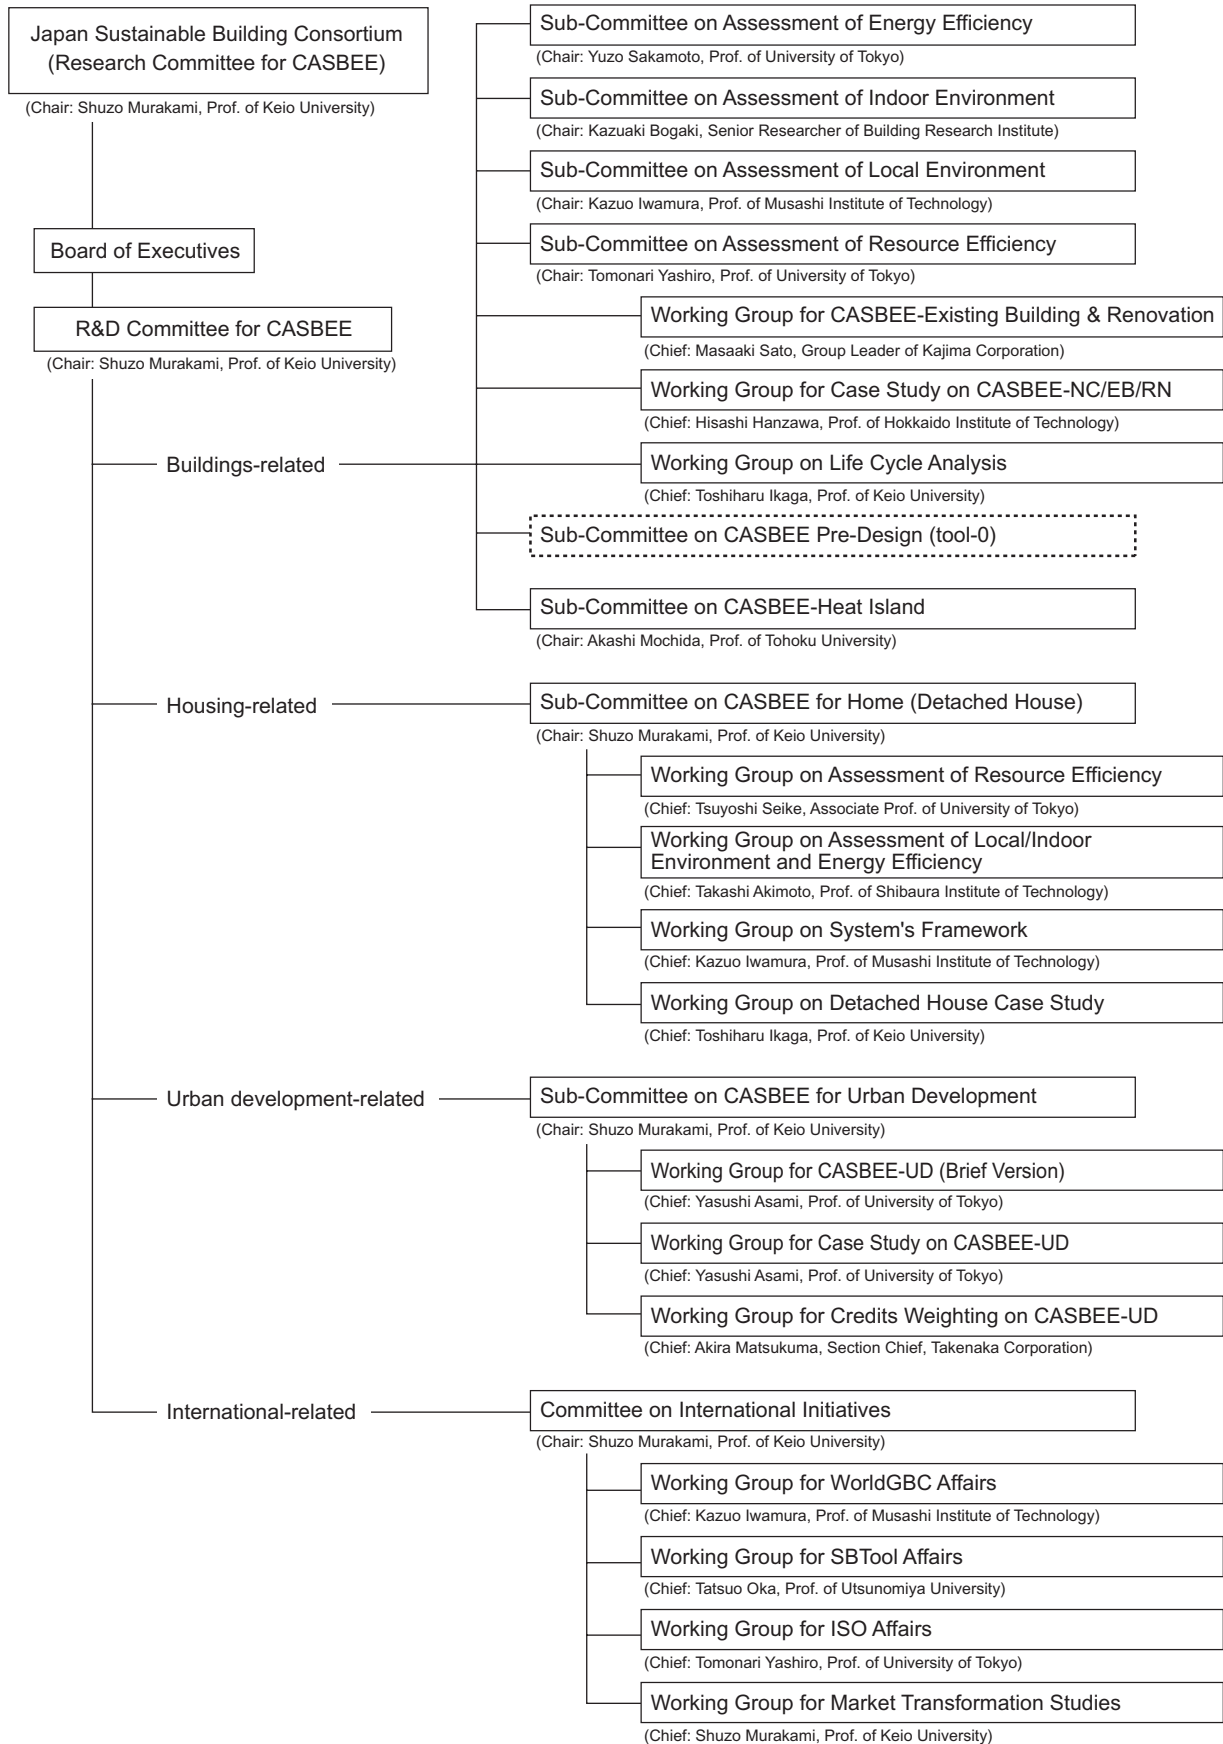 Japan Sustainable Building Consortium
(Research Committee for CASBEE)
(Chair: Shuzo Murakami, Prof. of Keio University)
Board of Executives
R&D Committee for CASBEE
(Chair: Shuzo Murakami, Prof. of Keio University)
Buildings-related
Sub-Committee on Assessment of Energy Efficiency
(Chair: Yuzo Sakamoto, Prof. of University of Tokyo)
Sub-Committee on Assessment of Indoor Environment
(Chair: Kazuaki Bogaki, Senior Researcher of Building Research Institute)
Sub-Committee on Assessment of Local Environment
(Chair: Kazuo Iwamura, Prof. of Musashi Institute of Technology)
Sub-Committee on Assessment of Resource Efficiency
(Chair: Tomonari Yashiro, Prof. of University of Tokyo)
Working Group for CASBEE-Existing Building & Renovation
(Chief: Masaaki Sato, Group Leader of Kajima Corporation)
Working Group for Case Study on CASBEE-NC/EB/RN
(Chief: Hisashi Hanzawa, Prof. of Hokkaido Institute of Technology)
Working Group on Life Cycle Analysis
(Chief: Toshiharu Ikaga, Prof. of Keio University)
Sub-Committee on CASBEE Pre-Design (tool-0)
Sub-Committee on CASBEE-Heat Island
(Chair: Akashi Mochida, Prof. of Tohoku University)
Housing-related
Sub-Committee on CASBEE for Home (Detached House)
(Chair: Shuzo Murakami, Prof. of Keio University)
Working Group on Assessment of Resource Efficiency
(Chief: Tsuyoshi Seike, Associate Prof. of University of Tokyo)
Working Group on Assessment of Local/Indoor
Environment and Energy Efficiency
(Chief: Takashi Akimoto, Prof. of Shibaura Institute of Technology)
Working Group on System's Framework
(Chief: Kazuo Iwamura, Prof. of Musashi Institute of Technology)
Working Group on Detached House Case Study
(Chief: Toshiharu Ikaga, Prof. of Keio University)
Urban development-related
Sub-Committee on CASBEE for Urban Development
(Chair: Shuzo Murakami, Prof. of Keio University)
Working Group for CASBEE-UD (Brief Version)
(Chief: Yasushi Asami, Prof. of University of Tokyo)
Working Group for Case Study on CASBEE-UD
(Chief: Yasushi Asami, Prof. of University of Tokyo)
Working Group for Credits Weighting on CASBEE-UD
(Chief: Akira Matsukuma, Section Chief, Takenaka Corporation)
International-related
Committee on International Initiatives
(Chair: Shuzo Murakami, Prof. of Keio University)
Working Group for WorldGBC Affairs
(Chief: Kazuo Iwamura, Prof. of Musashi Institute of Technology)
Working Group for SBTool Affairs
(Chief: Tatsuo Oka, Prof. of Utsunomiya University)
Working Group for ISO Affairs
(Chief: Tomonari Yashiro, Prof. of University of Tokyo)
Working Group for Market Transformation Studies
(Chief: Shuzo Murakami, Prof. of Keio University)